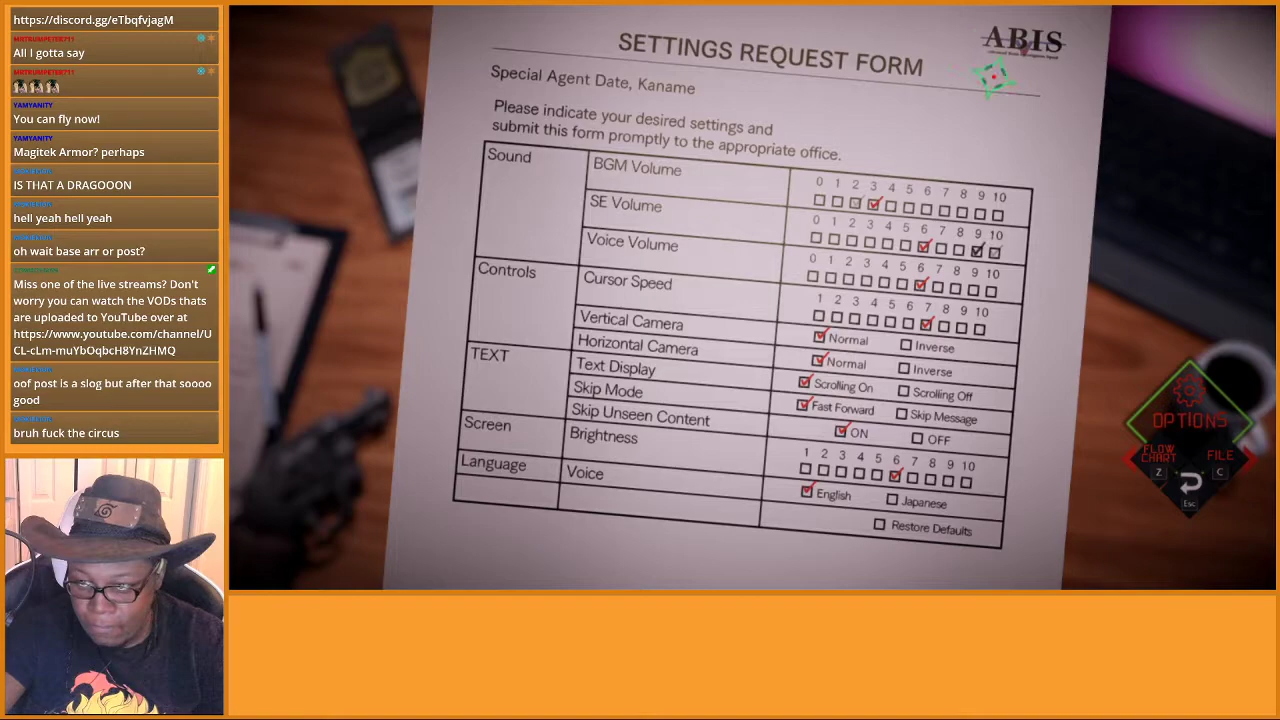 https://discord.gg/eTbqfvjagM
MRTRUMPETER711
All I gotta say
MRTRUMPETER711
YAMYANITY
You can fly now!
YAMYANITY
Magitek Armor? perhaps
IS THAT A DRAGOOON
hell yeah hell yeah
oh wait base arr or post?
Miss one of the live streams? Don't
worry you can watch the VODs thats
are uploaded to YouTube over at
https://www.youtube.com/channel/U
CL-cLm-muYbOqbcH8YnZHMQ
oof post is a slog but after that soooo
good
bruh fuck the circus
SETTINGS REQUEST FORM
ABIS
Special Agent Date, Kaname
Please indicate your desired settings and
submit this form promptly to the appropriate office.
Sound
BGM Volume
0 1 2 3 4 5 6 7 8 9 10
SE Volume
0 1 2 3 4 5 6 7 8 9 10
Voice Volume
0 1 2 3 4 5 6 7 8 9 10
Controls
Cursor Speed
1 2 3 4 5 6 7 8 9 10
Vertical Camera
Normal Inverse
Horizontal Camera
Normal Inverse
TEXT
Text Display
Scrolling On Scrolling Off
Skip Mode
Fast Forward Skip Message
Skip Unseen Content
ON OFF
Screen
Brightness
1 2 3 4 5 6 7 8 9 10
Language
Voice
English Japanese
Restore Defaults
OPTIONS
FLOW
CHART
FILE
Z
C
Esc